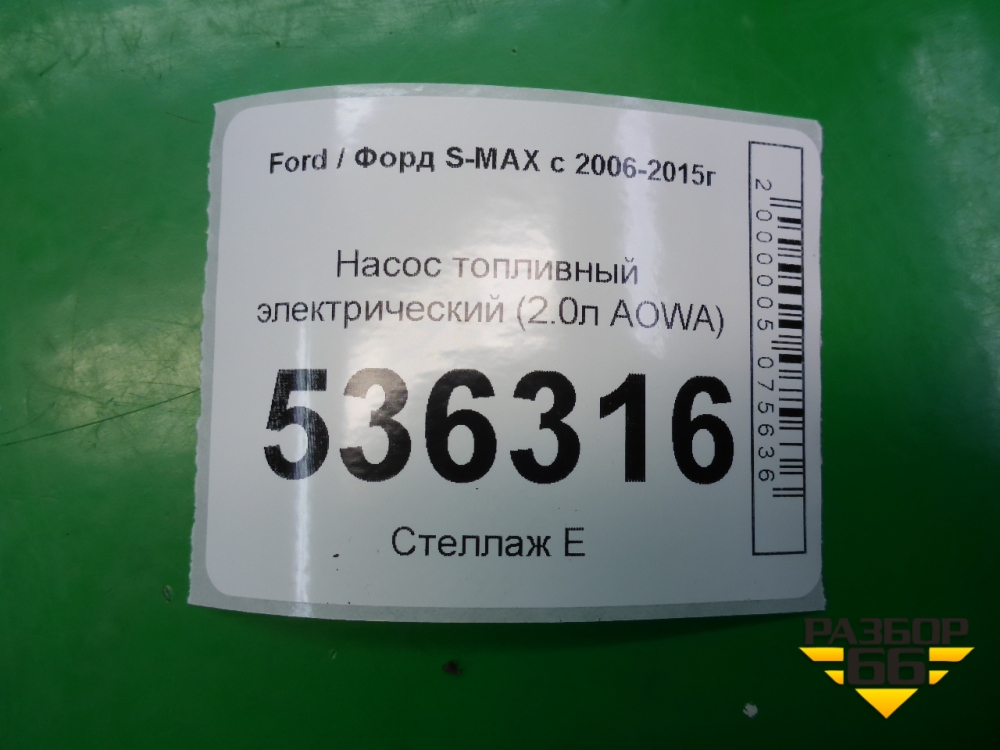 Ford / Форд S-MAX с 2006-2015г
Насос топливный
электрический (2.0л AOWA)
536316
Стеллаж Е
2000005075636
РАЗБОР
66